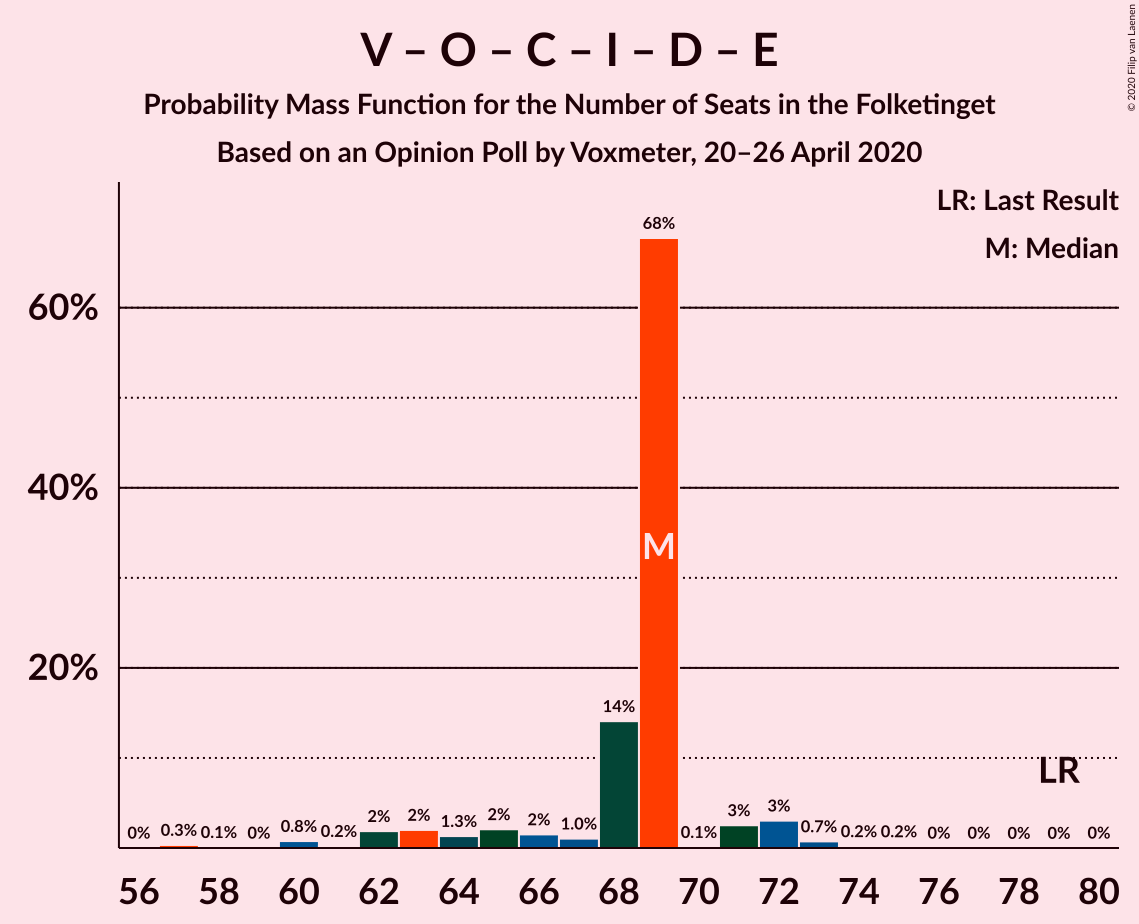 V – O – C – I – D – E
Probability Mass Function for the Number of Seats in the Folketinget
Based on an Opinion Poll by Voxmeter, 20–26 April 2020
© 2020 Filip van Laenen
LR: Last Result
M: Median
60%
40%
20%
0% 0.3% 0.1% 0% 0.8% 0.2% 2% 2% 1.3% 2% 2% 1.0% 14% 68% 0.1% 3% 3% 0.7% 0.2% 0.2% 0% 0% 0% 0% 0%
M
LR
56 58 60 62 64 66 68 70 72 74 76 78 80